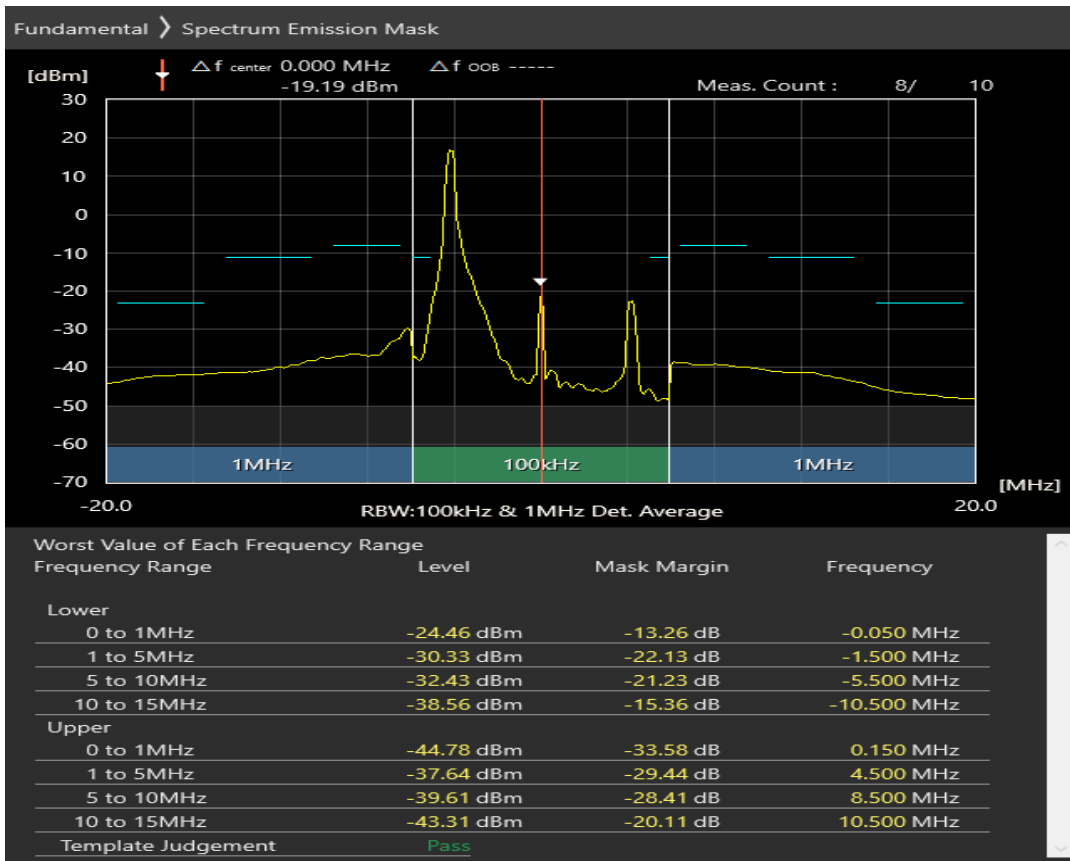 Fundamental ❯ Spectrum Emission Mask
[dBm] △f center 0.000 MHz △f OOB -----
-19.19 dBm Meas. Count : 8/ 10
30
20
10
0
-10
-20
-30
-40
-50
-60
1MHz 100kHz 1MHz
-70 [MHz]
-20.0 RBW:100kHz & 1MHz Det. Average 20.0
Worst Value of Each Frequency Range
Frequency Range Level Mask Margin Frequency
Lower
0 to 1MHz -24.46 dBm -13.26 dB -0.050 MHz
1 to 5MHz -30.33 dBm -22.13 dB -1.500 MHz
5 to 10MHz -32.43 dBm -21.23 dB -5.500 MHz
10 to 15MHz -38.56 dBm -15.36 dB -10.500 MHz
Upper
0 to 1MHz -44.78 dBm -33.58 dB 0.150 MHz
1 to 5MHz -37.64 dBm -29.44 dB 4.500 MHz
5 to 10MHz -39.61 dBm -28.41 dB 8.500 MHz
10 to 15MHz -43.31 dBm -20.11 dB 10.500 MHz
Template Judgement Pass